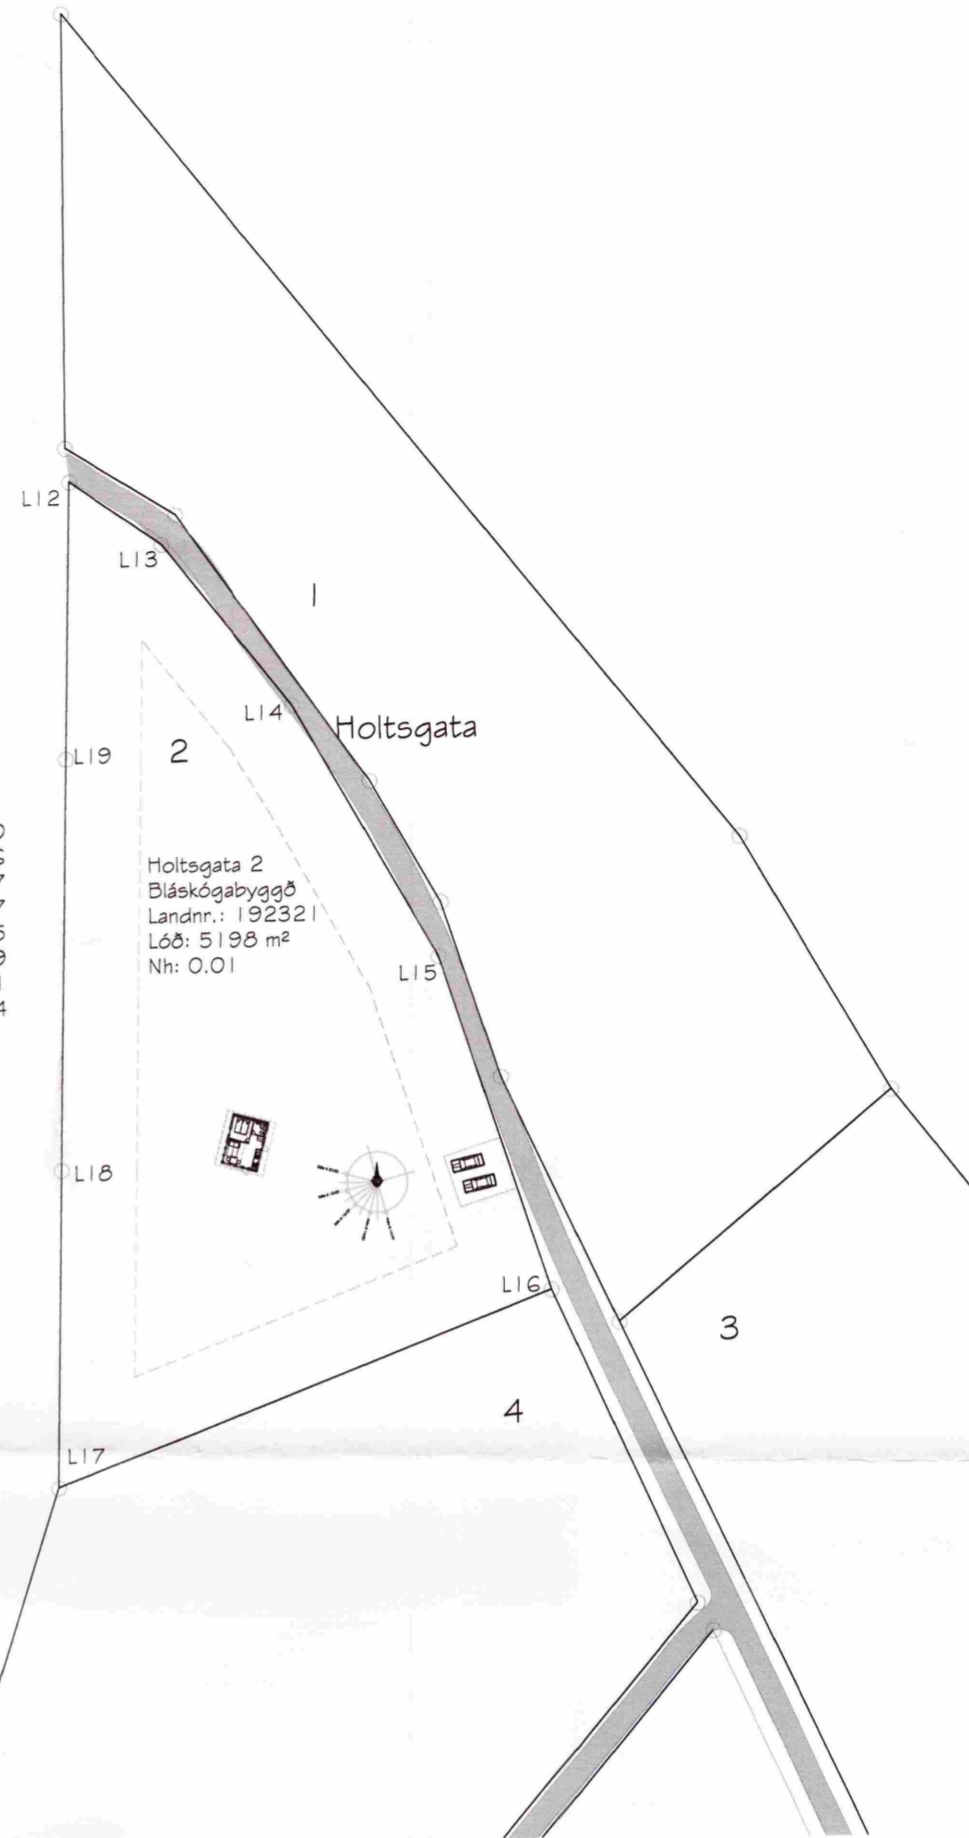 L12
L13
1
L14
Holtsgata
L19
2
Holtsgata 2
Bláskógabyggð
Landnr.: 192321
Lóð: 5198 m²
Nh: 0.01
L15
L18
L16
3
4
L17